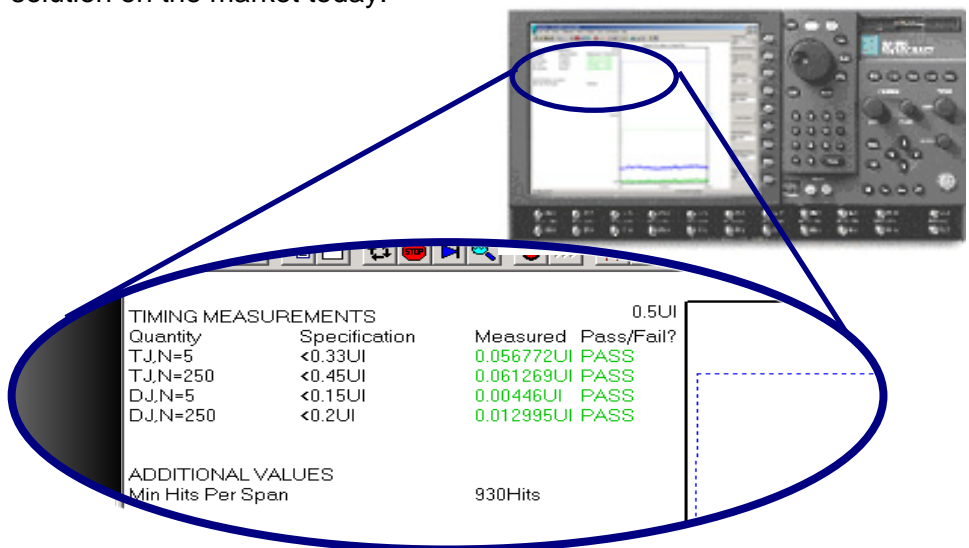 solution on the market today.
STOP
TIMING MEASUREMENTS 0.5UI
Quantity Specification Measured Pass/Fail?
TJ,N=5 <0.33UI 0.056772UI PASS
TJ,N=250 <0.45UI 0.061269UI PASS
DJ,N=5 <0.15UI 0.00446UI PASS
DJ,N=250 <0.2UI 0.012995UI PASS
ADDITIONAL VALUES
Min Hits Per Span 930Hits